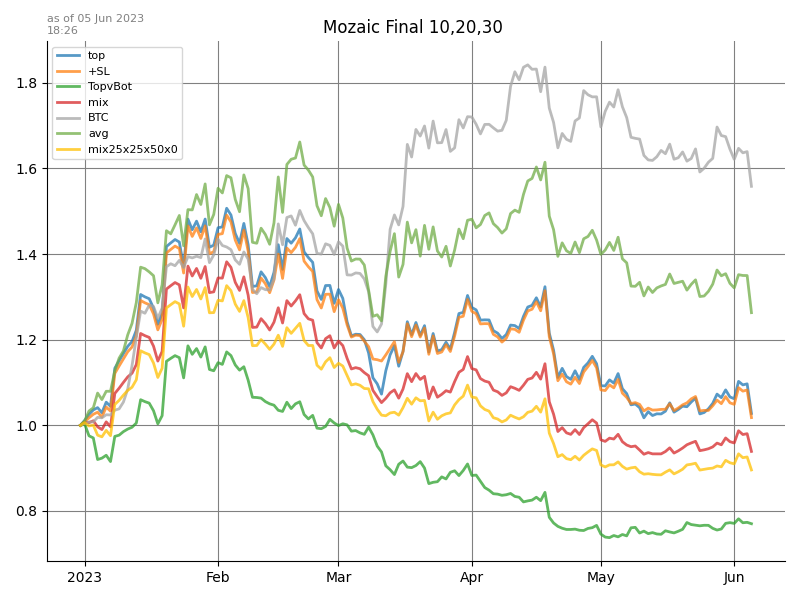 as of 05 Jun 2023
18:26
Mozaic Final 10,20,30
top
+SL
TopvBot
mix
BTC
avg
mix25x25x50x0
1.8
1.6
1.4
1.2
1.0
0.8
2023 Feb Mar Apr May Jun